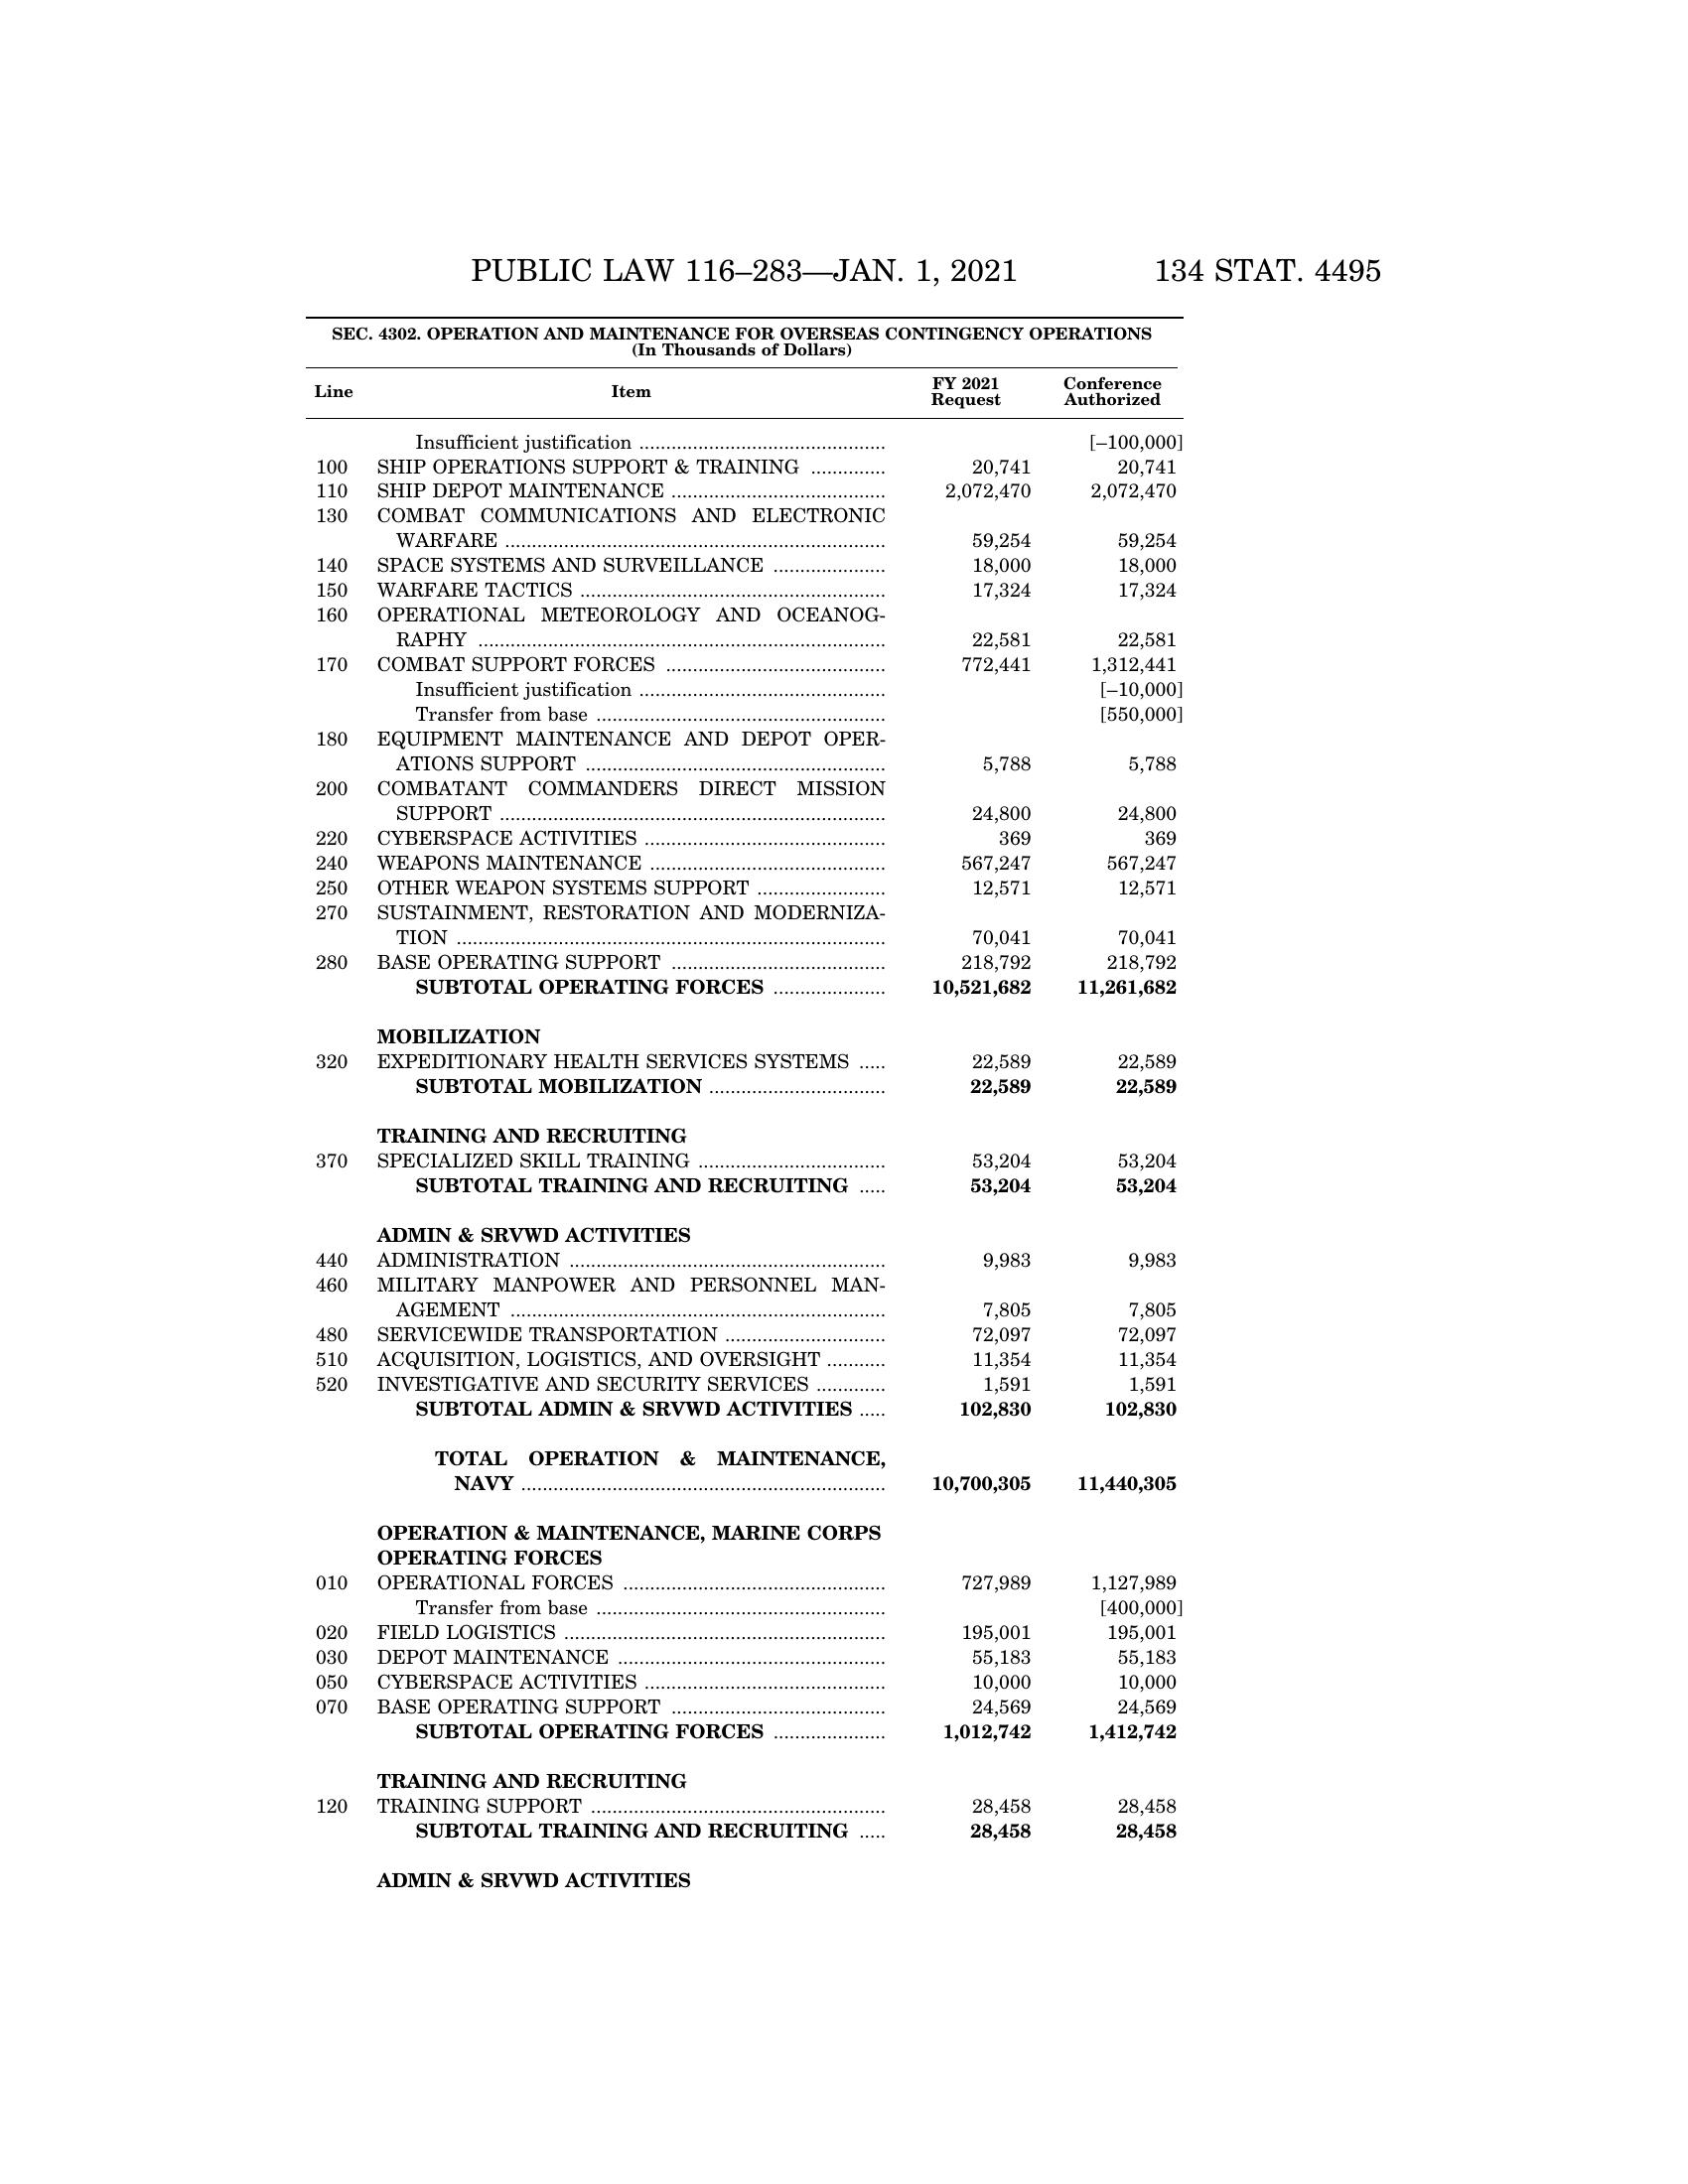 PUBLIC LAW 116–283—JAN. 1, 2021 134 STAT. 4495
SEC. 4302. OPERATION AND MAINTENANCE FOR OVERSEAS CONTINGENCY OPERATIONS
(In Thousands of Dollars)
Line Item FY 2021 Request Conference Authorized
Insufficient justification ............................................... [–100,000]
100 SHIP OPERATIONS SUPPORT & TRAINING .............. 20,741 20,741
110 SHIP DEPOT MAINTENANCE ........................................ 2,072,470 2,072,470
130 COMBAT COMMUNICATIONS AND ELECTRONIC
WARFARE ....................................................................... 59,254 59,254
140 SPACE SYSTEMS AND SURVEILLANCE ..................... 18,000 18,000
150 WARFARE TACTICS ......................................................... 17,324 17,324
160 OPERATIONAL METEOROLOGY AND OCEANOG-
RAPHY ............................................................................ 22,581 22,581
170 COMBAT SUPPORT FORCES ......................................... 772,441 1,312,441
Insufficient justification .............................................. [–10,000]
Transfer from base ...................................................... [550,000]
180 EQUIPMENT MAINTENANCE AND DEPOT OPER-
ATIONS SUPPORT ........................................................ 5,788 5,788
200 COMBATANT COMMANDERS DIRECT MISSION
SUPPORT ........................................................................ 24,800 24,800
220 CYBERSPACE ACTIVITIES ............................................. 369 369
240 WEAPONS MAINTENANCE ............................................ 567,247 567,247
250 OTHER WEAPON SYSTEMS SUPPORT ........................ 12,571 12,571
270 SUSTAINMENT, RESTORATION AND MODERNIZA-
TION ................................................................................ 70,041 70,041
280 BASE OPERATING SUPPORT ........................................ 218,792 218,792
SUBTOTAL OPERATING FORCES ..................... 10,521,682 11,261,682
MOBILIZATION
320 EXPEDITIONARY HEALTH SERVICES SYSTEMS ..... 22,589 22,589
SUBTOTAL MOBILIZATION ................................. 22,589 22,589
TRAINING AND RECRUITING
370 SPECIALIZED SKILL TRAINING ................................... 53,204 53,204
SUBTOTAL TRAINING AND RECRUITING ..... 53,204 53,204
ADMIN & SRVWD ACTIVITIES
440 ADMINISTRATION ........................................................... 9,983 9,983
460 MILITARY MANPOWER AND PERSONNEL MAN-
AGEMENT ...................................................................... 7,805 7,805
480 SERVICEWIDE TRANSPORTATION .............................. 72,097 72,097
510 ACQUISITION, LOGISTICS, AND OVERSIGHT ........... 11,354 11,354
520 INVESTIGATIVE AND SECURITY SERVICES ............. 1,591 1,591
SUBTOTAL ADMIN & SRVWD ACTIVITIES ..... 102,830 102,830
TOTAL OPERATION & MAINTENANCE,
NAVY .................................................................... 10,700,305 11,440,305
OPERATION & MAINTENANCE, MARINE CORPS
OPERATING FORCES
010 OPERATIONAL FORCES ................................................. 727,989 1,127,989
Transfer from base ...................................................... [400,000]
020 FIELD LOGISTICS ............................................................ 195,001 195,001
030 DEPOT MAINTENANCE .................................................. 55,183 55,183
050 CYBERSPACE ACTIVITIES ............................................. 10,000 10,000
070 BASE OPERATING SUPPORT ........................................ 24,569 24,569
SUBTOTAL OPERATING FORCES ..................... 1,012,742 1,412,742
TRAINING AND RECRUITING
120 TRAINING SUPPORT ....................................................... 28,458 28,458
SUBTOTAL TRAINING AND RECRUITING ..... 28,458 28,458
ADMIN & SRVWD ACTIVITIES